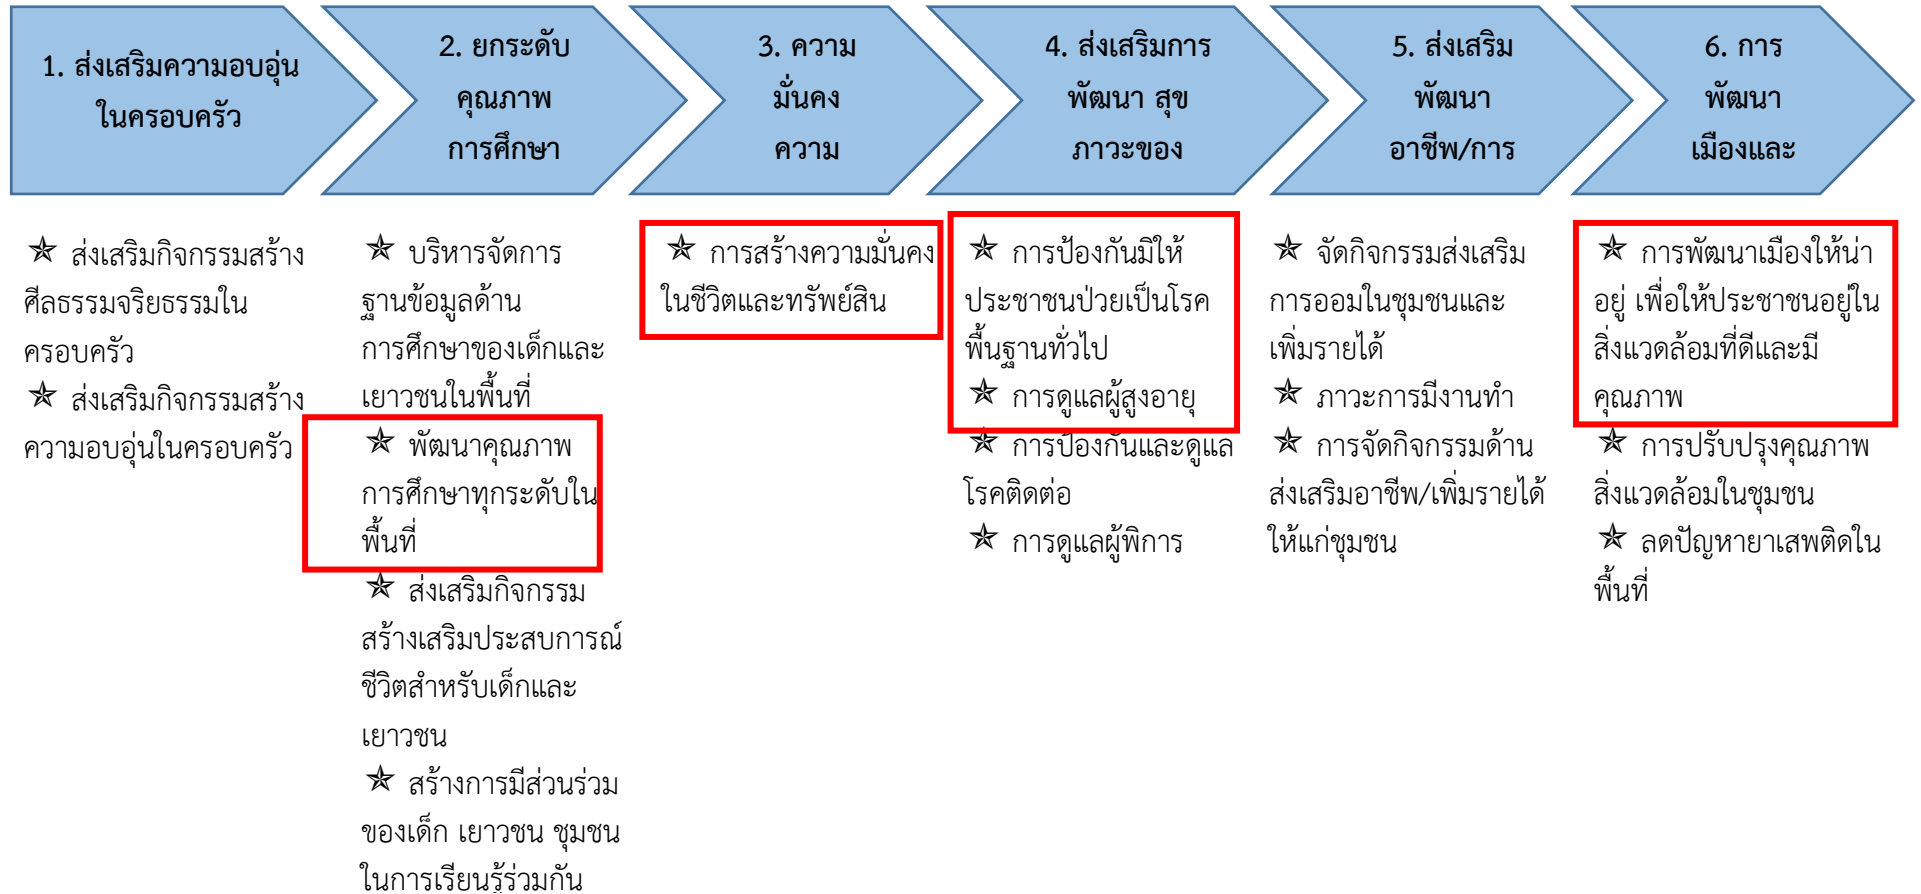 1. ส่งเสริมความอบอุ่น
ในครอบครัว
2. ยกระดับ
คุณภาพ
การศึกษา
3. ความ
มั่นคง
ความ
4. ส่งเสริมการ
พัฒนา สุข
ภาวะของ
5. ส่งเสริม
พัฒนา
อาชีพ/การ
6. การ
พัฒนา
เมืองและ
✯ ส่งเสริมกิจกรรมสร้าง
ศีลธรรมจริยธรรมใน
ครอบครัว
✯ ส่งเสริมกิจกรรมสร้าง
ความอบอุ่นในครอบครัว
✯ บริหารจัดการ
ฐานข้อมูลด้าน
การศึกษาของเด็กและ
เยาวชนในพื้นที่
✯ พัฒนาคุณภาพ
การศึกษาทุกระดับใน
พื้นที่
✯ ส่งเสริมกิจกรรม
สร้างเสริมประสบการณ์
ชีวิตสำหรับเด็กและ
เยาวชน
✯ สร้างการมีส่วนร่วม
ของเด็ก เยาวชน ชุมชน
ในการเรียนรู้ร่วมกัน
✯ การสร้างความมั่นคง
ในชีวิตและทรัพย์สิน
✯ การป้องกันมิให้
ประชาชนป่วยเป็นโรค
พื้นฐานทั่วไป
✯ การดูแลผู้สูงอายุ
✯ การป้องกันและดูแล
โรคติดต่อ
✯ การดูแลผู้พิการ
✯ จัดกิจกรรมส่งเสริม
การออมในชุมชนและ
เพิ่มรายได้
✯ ภาวะการมีงานทำ
✯ การจัดกิจกรรมด้าน
ส่งเสริมอาชีพ/เพิ่มรายได้
ให้แก่ชุมชน
✯ การพัฒนาเมืองให้น่า
อยู่ เพื่อให้ประชาชนอยู่ใน
สิ่งแวดล้อมที่ดีและมี
คุณภาพ
✯ การปรับปรุงคุณภาพ
สิ่งแวดล้อมในชุมชน
✯ ลดปัญหายาเสพติดใน
พื้นที่